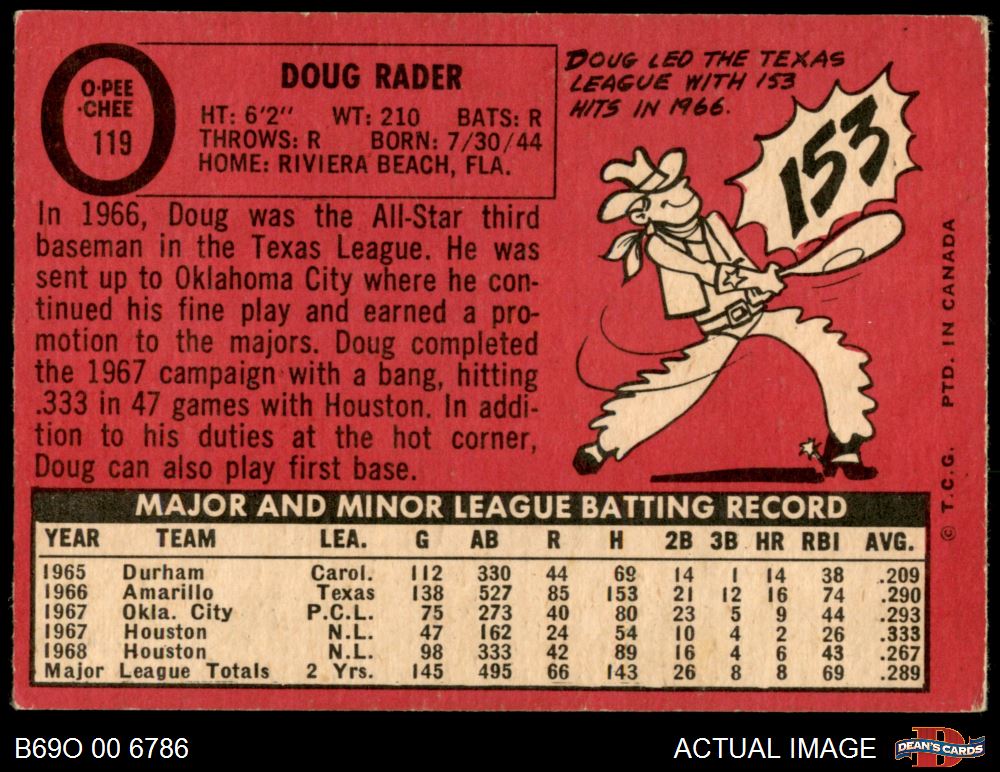 O-PEE
-CHEE
119
DOUG RADER
HT: 6'2" WT: 210 BATS: R
THROWS: R BORN: 7/30/44
HOME: RIVIERA BEACH, FLA.
In 1966, Doug was the All-Star third
baseman in the Texas League. He was
sent up to Oklahoma City where he con-
tinued his fine play and earned a pro-
motion to the majors. Doug completed
the 1967 campaign with a bang, hitting
.333 in 47 games with Houston. In addi-
tion to his duties at the hot corner,
Doug can also play first base.
DOUG LED THE TEXAS
LEAGUE WITH 153
HITS IN 1966.
153
© T.C.G. PTD. IN CANADA
MAJOR AND MINOR LEAGUE BATTING RECORD
YEAR TEAM LEA. G AB R H 2B 3B HR RBI AVG.
1965 Durham Carol. 112 330 44 69 14 1 14 38 .209
1966 Amarillo Texas 138 527 85 153 21 12 16 74 .290
1967 Okla. City P.C.L. 75 273 40 80 23 5 9 44 .293
1967 Houston N.L. 47 162 24 54 10 4 2 26 .333
1968 Houston N.L. 98 333 42 89 16 4 6 43 .267
Major League Totals 2 Yrs. 145 495 66 143 26 8 8 69 .289
B69O 00 6786
ACTUAL IMAGE
D
DEAN'S CARDS